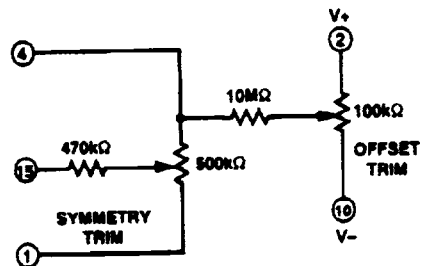 V+
2
4
10MΩ
100kΩ
470kΩ
15
500kΩ
OFFSET
TRIM
SYMMETRY
TRIM
10
1
V−